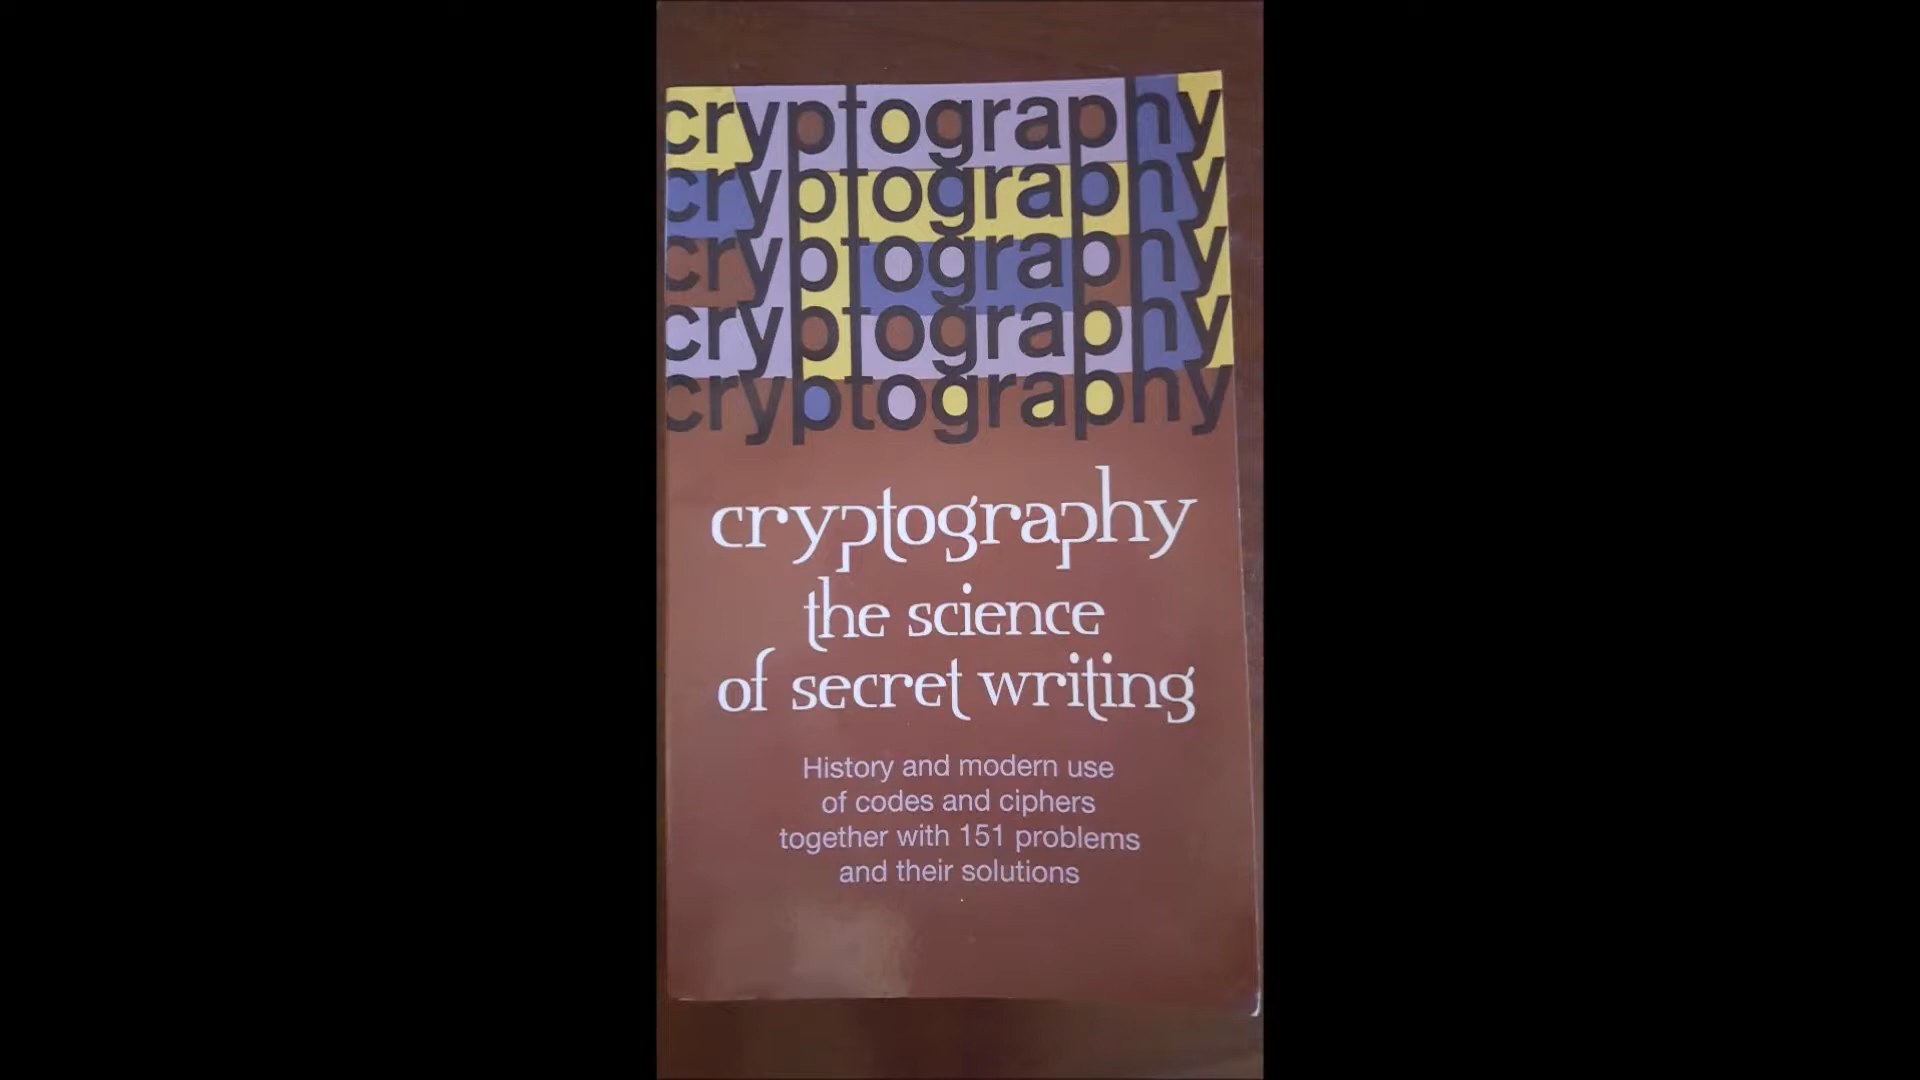 cryptography
cryptography
cryptography
cryptography
cryptography
cryptography
the science
of secret writing
History and modern use
of codes and ciphers
together with 151 problems
and their solutions